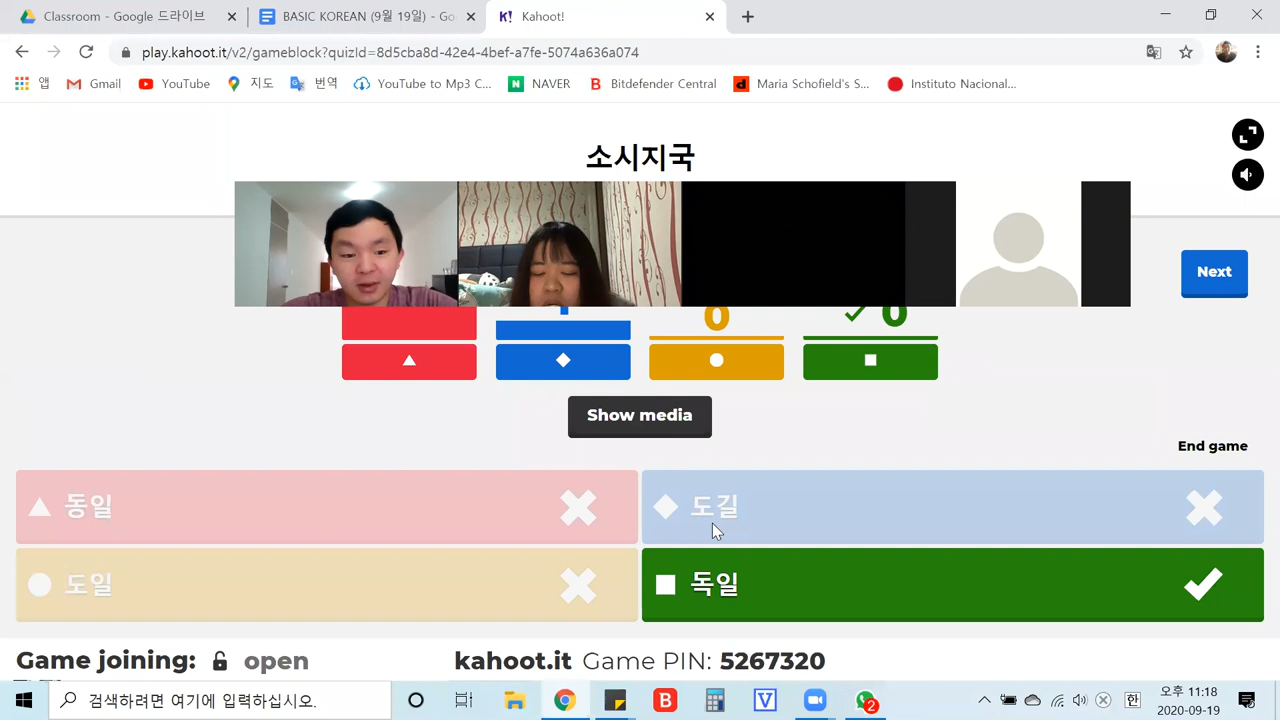 Classroom - Google 드라이브
BASIC KOREAN (9월 19일) - Go
Kahoot!
play.kahoot.it/v2/gameblock?quizId=8d5cba8d-42e4-4bef-a7fe-5074a636a074
앱 Gmail YouTube 지도 번역 YouTube to Mp3 C... NAVER Bitdefender Central Maria Schofield's S... Instituto Nacional...
소시지국
Next
0 0
Show media
End game
동일 도길
도일 독일
Game joining: open kahoot.it Game PIN: 5267320
검색하려면 여기에 입력하십시오. 2 한 오후 11:18
2020-09-19